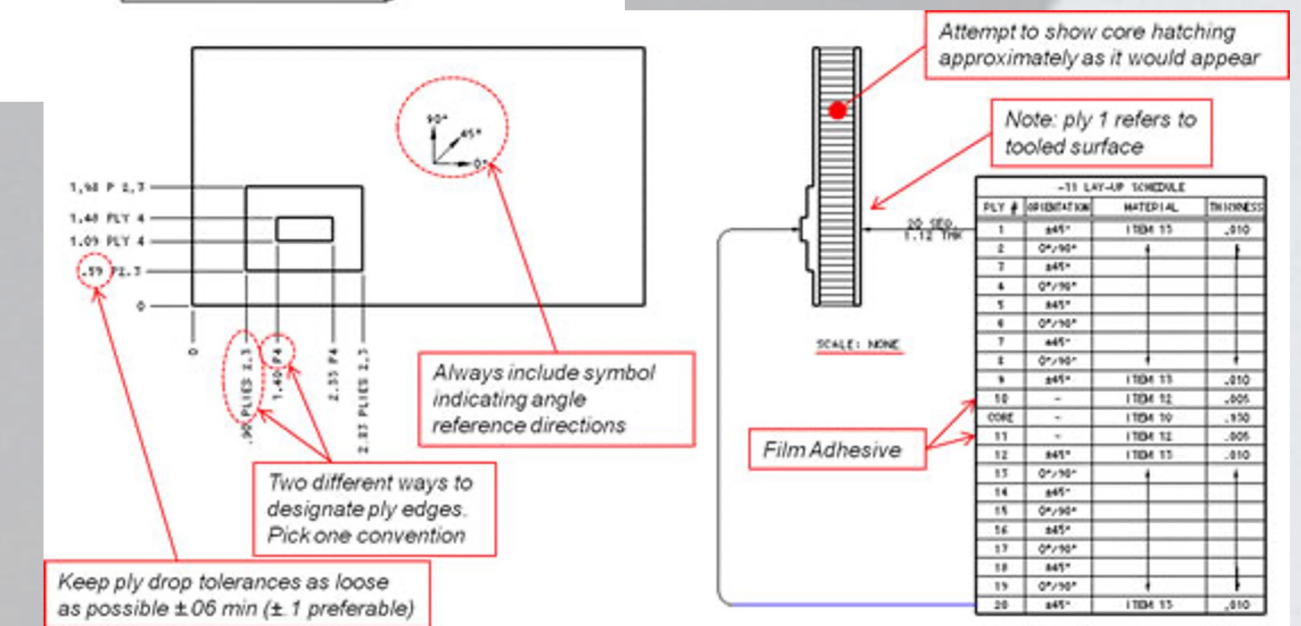 Attempt to show core hatching
approximately as it would appear
Note: ply 1 refers to
tooled surface
90°
45°
0°
1.40 PLY 4
1.09 PLY 4
.59 P2,3
0
0
.90 PLIES 2,3
1.40 P4
2.33 P4
2.83 PLIES 2,3
Always include symbol
indicating angle
reference directions
Two different ways to
designate ply edges.
Pick one convention
Keep ply drop tolerances as loose
as possible ±.06 min (±.1 preferable)
20 SEQ.
1.12 THK
SCALE: NONE
Film Adhesive
-11 LAY-UP SCHEDULE
PLY # ORIENTATION MATERIAL THICKNESS
1 ±45° ITEM 13 .010
2 0°/90°
3 ±45°
4 0°/90°
5 ±45°
6 0°/90°
7 ±45°
8 0°/90°
9 ±45° ITEM 13 .010
10 - ITEM 12 .005
CORE - ITEM 10
11 - ITEM 12 .005
12 ±45° ITEM 13 .010
13 0°/90°
14 ±45°
15 0°/90°
16 ±45°
17 0°/90°
18 ±45°
19 0°/90°
20 ±45° ITEM 13 .010